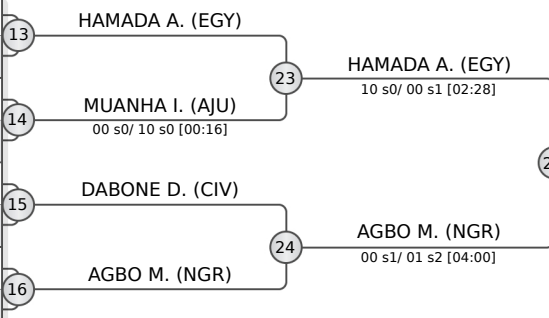 HAMADA A. (EGY)
13
23
HAMADA A. (EGY)
10 s0/ 00 s1 [02:28]
MUANHA I. (AJU)
14
00 s0/ 10 s0 [00:16]
DABONE D. (CIV)
15
24
AGBO M. (NGR)
00 s1/ 01 s2 [04:00]
AGBO M. (NGR)
16